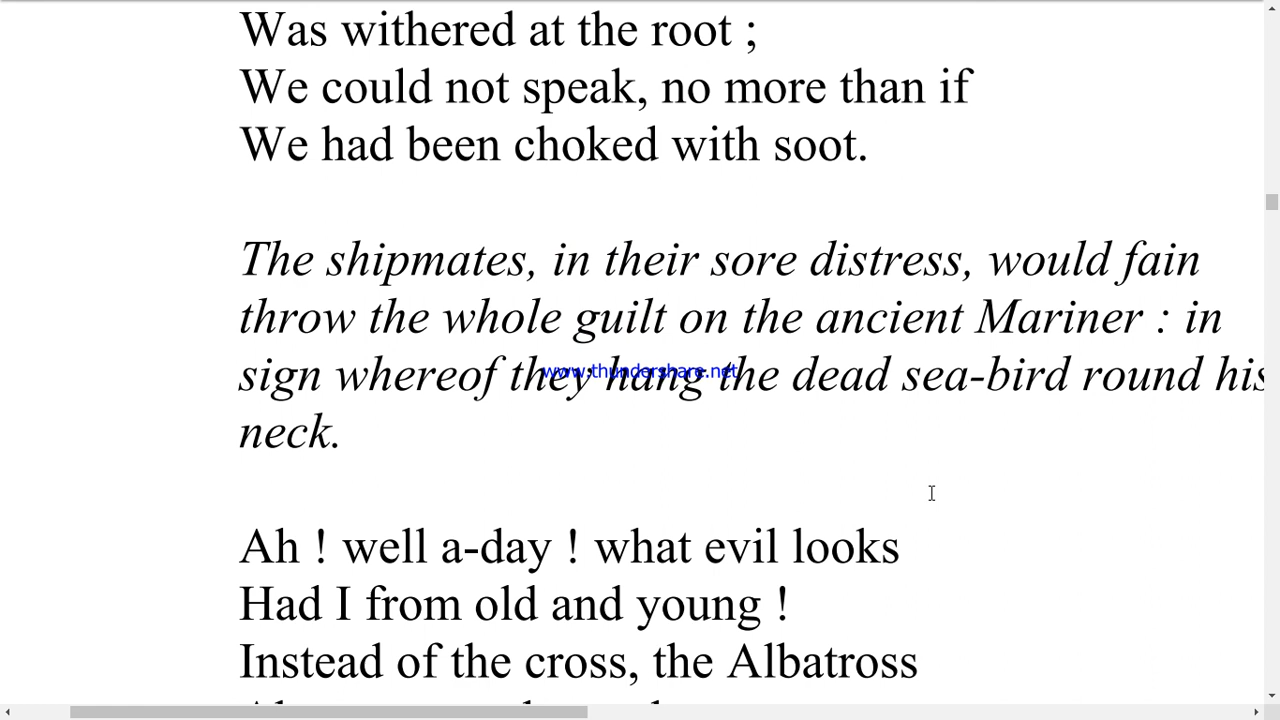 Was withered at the root ;
We could not speak, no more than if
We had been choked with soot.
The shipmates, in their sore distress, would fain
throw the whole guilt on the ancient Mariner : in
sign whereof they hang the dead sea-bird round his
www.thundershare.net
neck.
Ah ! well a-day ! what evil looks
Had I from old and young !
Instead of the cross, the Albatross